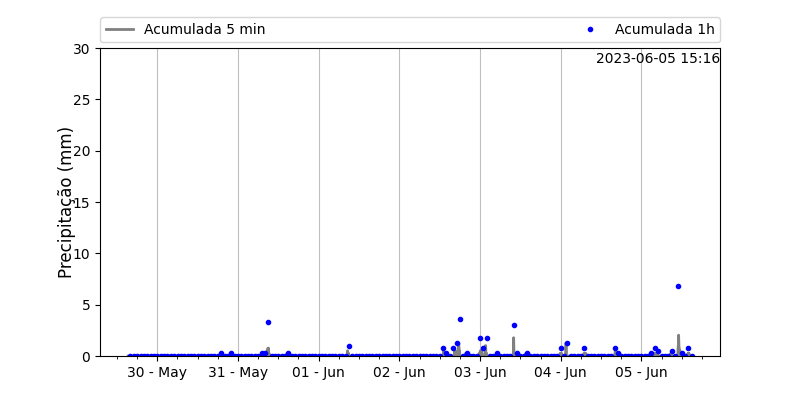 Acumulada 5 min
Acumulada 1h
2023-06-05 15:16
Precipitação (mm)
30
25
20
15
10
5
0
30 - May
31 - May
01 - Jun
02 - Jun
03 - Jun
04 - Jun
05 - Jun